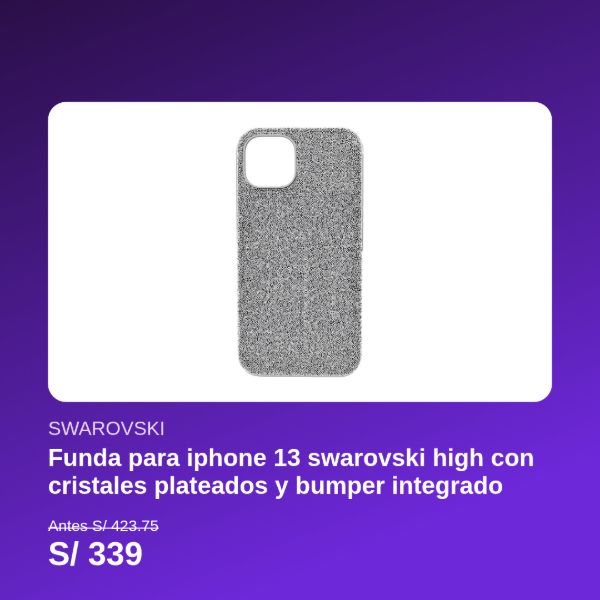 SWAROVSKI
Funda para iphone 13 swarovski high con
cristales plateados y bumper integrado
Antes S/ 423.75
S/ 339